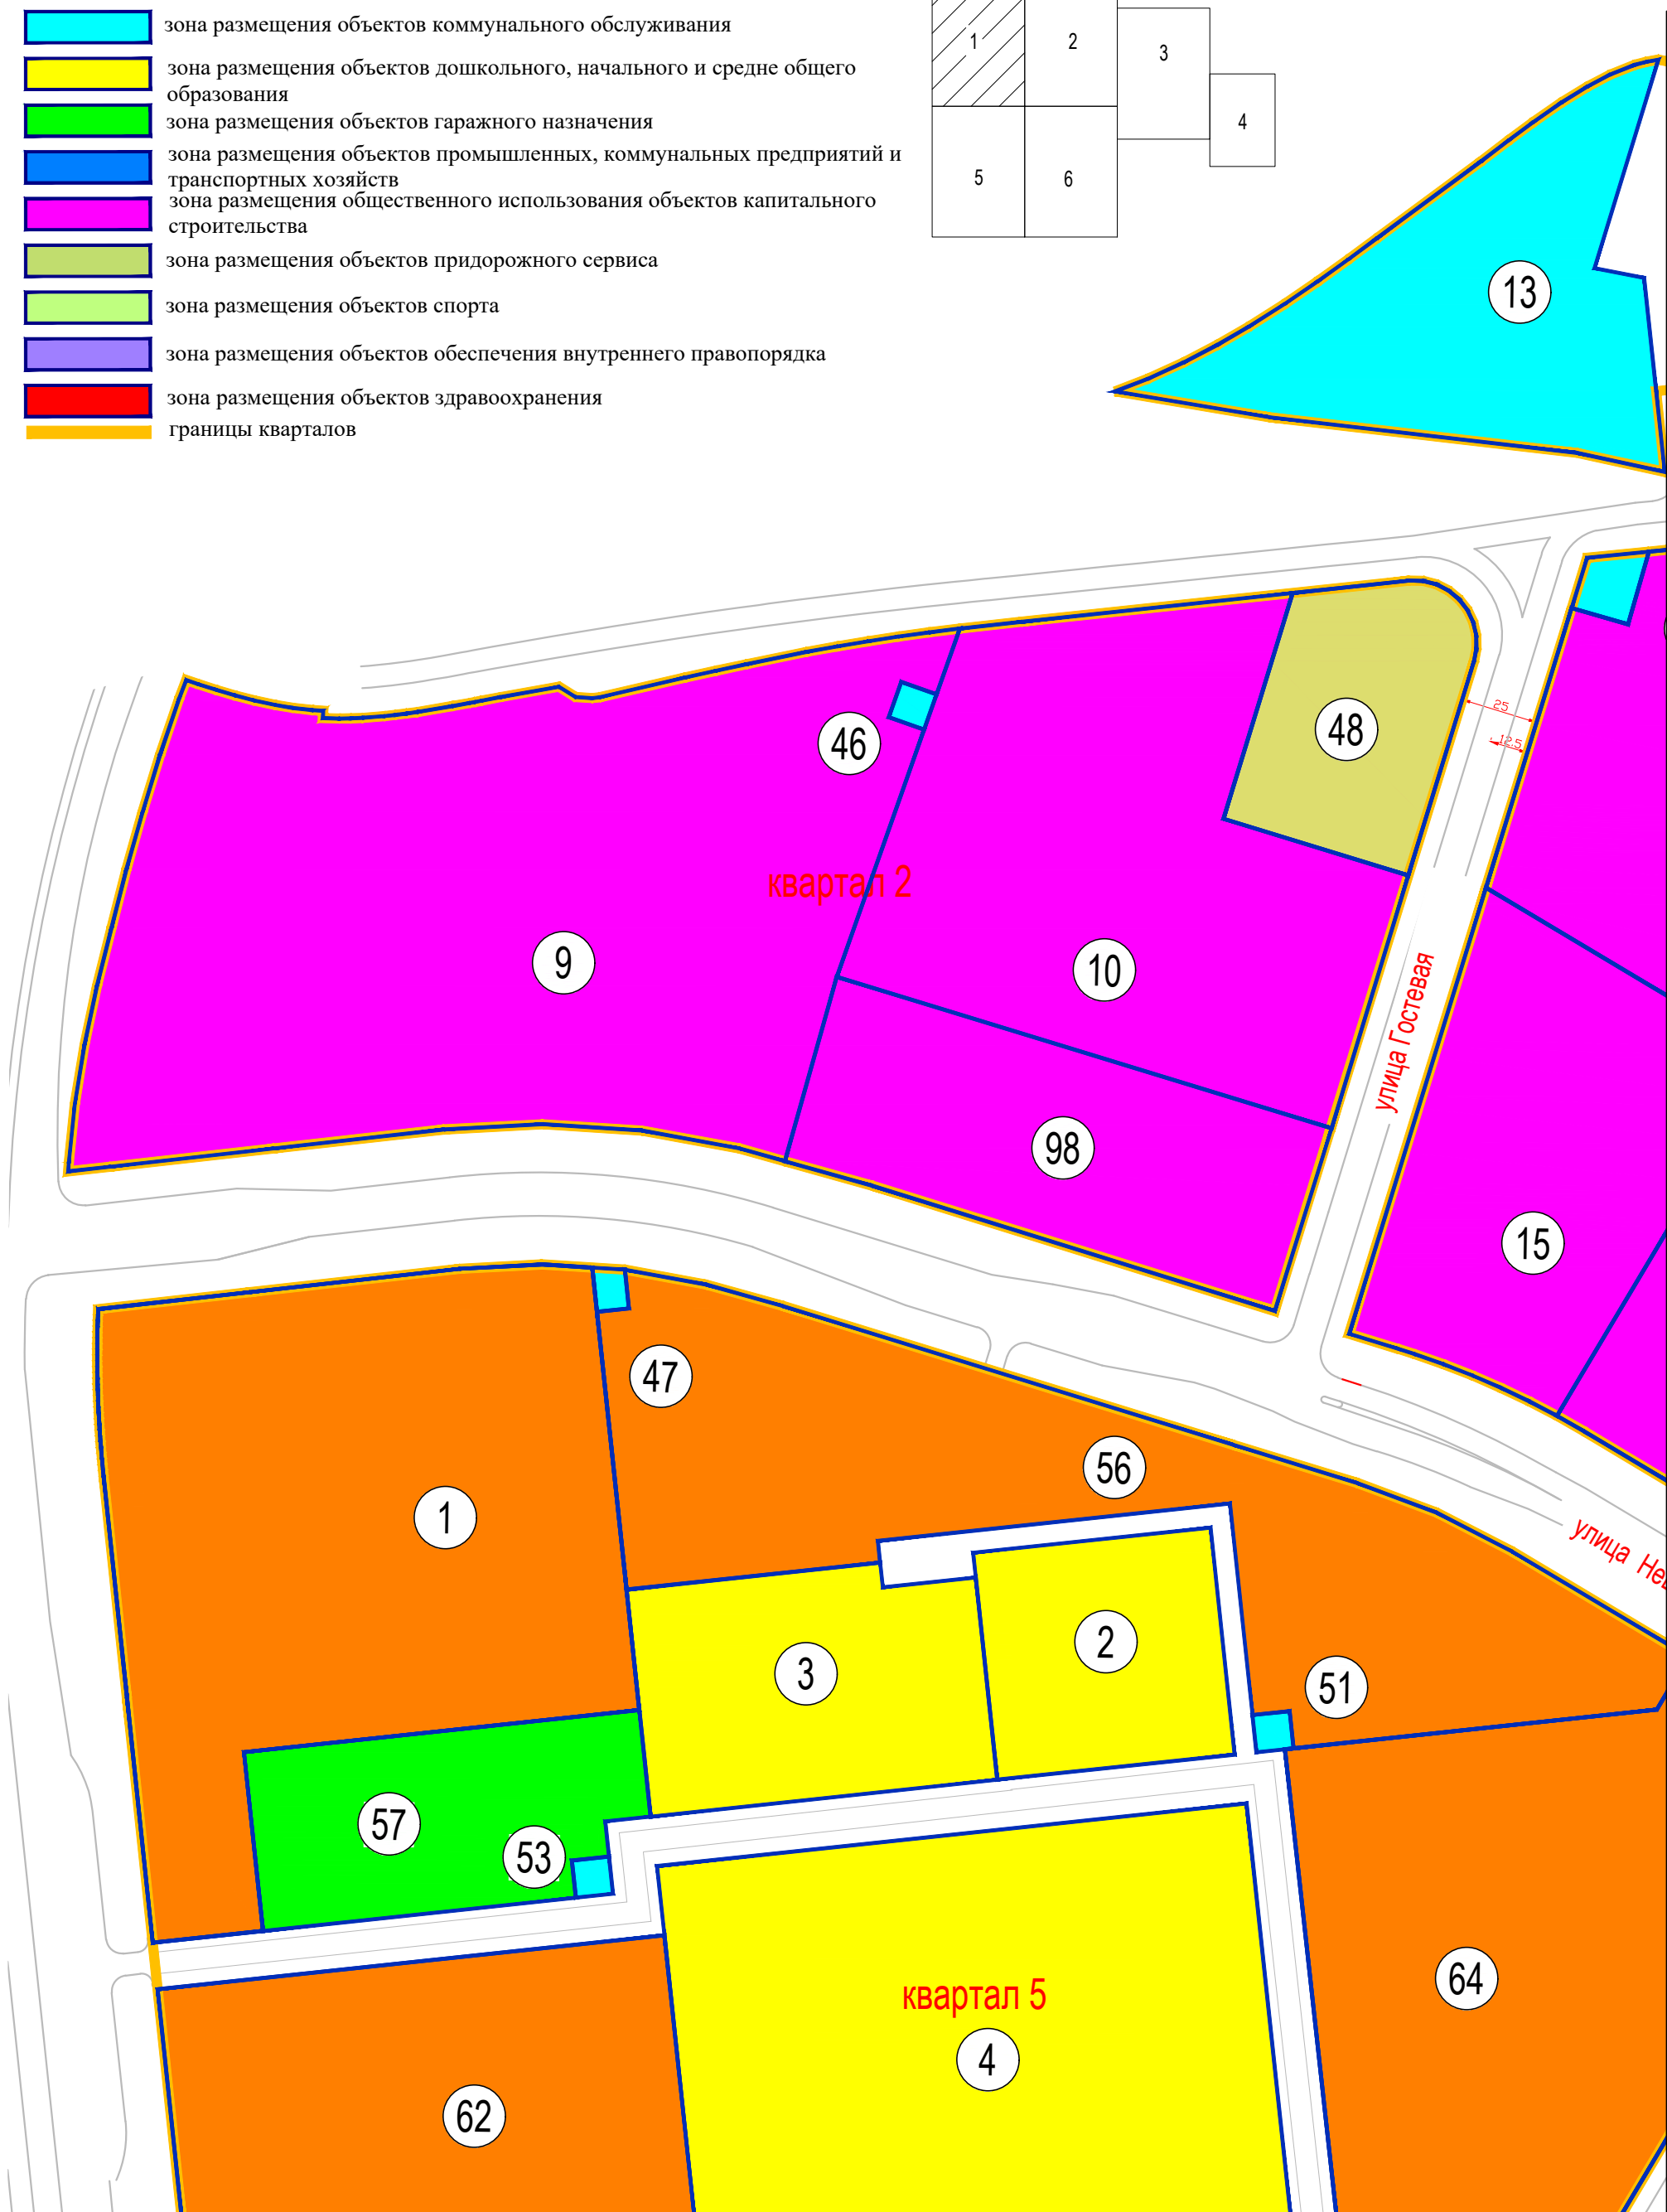 зона размещения объектов коммунального обслуживания
зона размещения объектов дошкольного, начального и средне общего
образования
зона размещения объектов гаражного назначения
зона размещения объектов промышленных, коммунальных предприятий и
транспортных хозяйств
зона размещения общественного использования объектов капитального
строительства
зона размещения объектов придорожного сервиса
зона размещения объектов спорта
зона размещения объектов обеспечения внутреннего правопорядка
зона размещения объектов здравоохранения
границы кварталов
1
2
3
4
5
6
13
48
25
12.5
46
квартал 2
9
10
улица Гостевая
98
15
47
56
1
улица
2
3
51
57
53
64
квартал 5
4
62